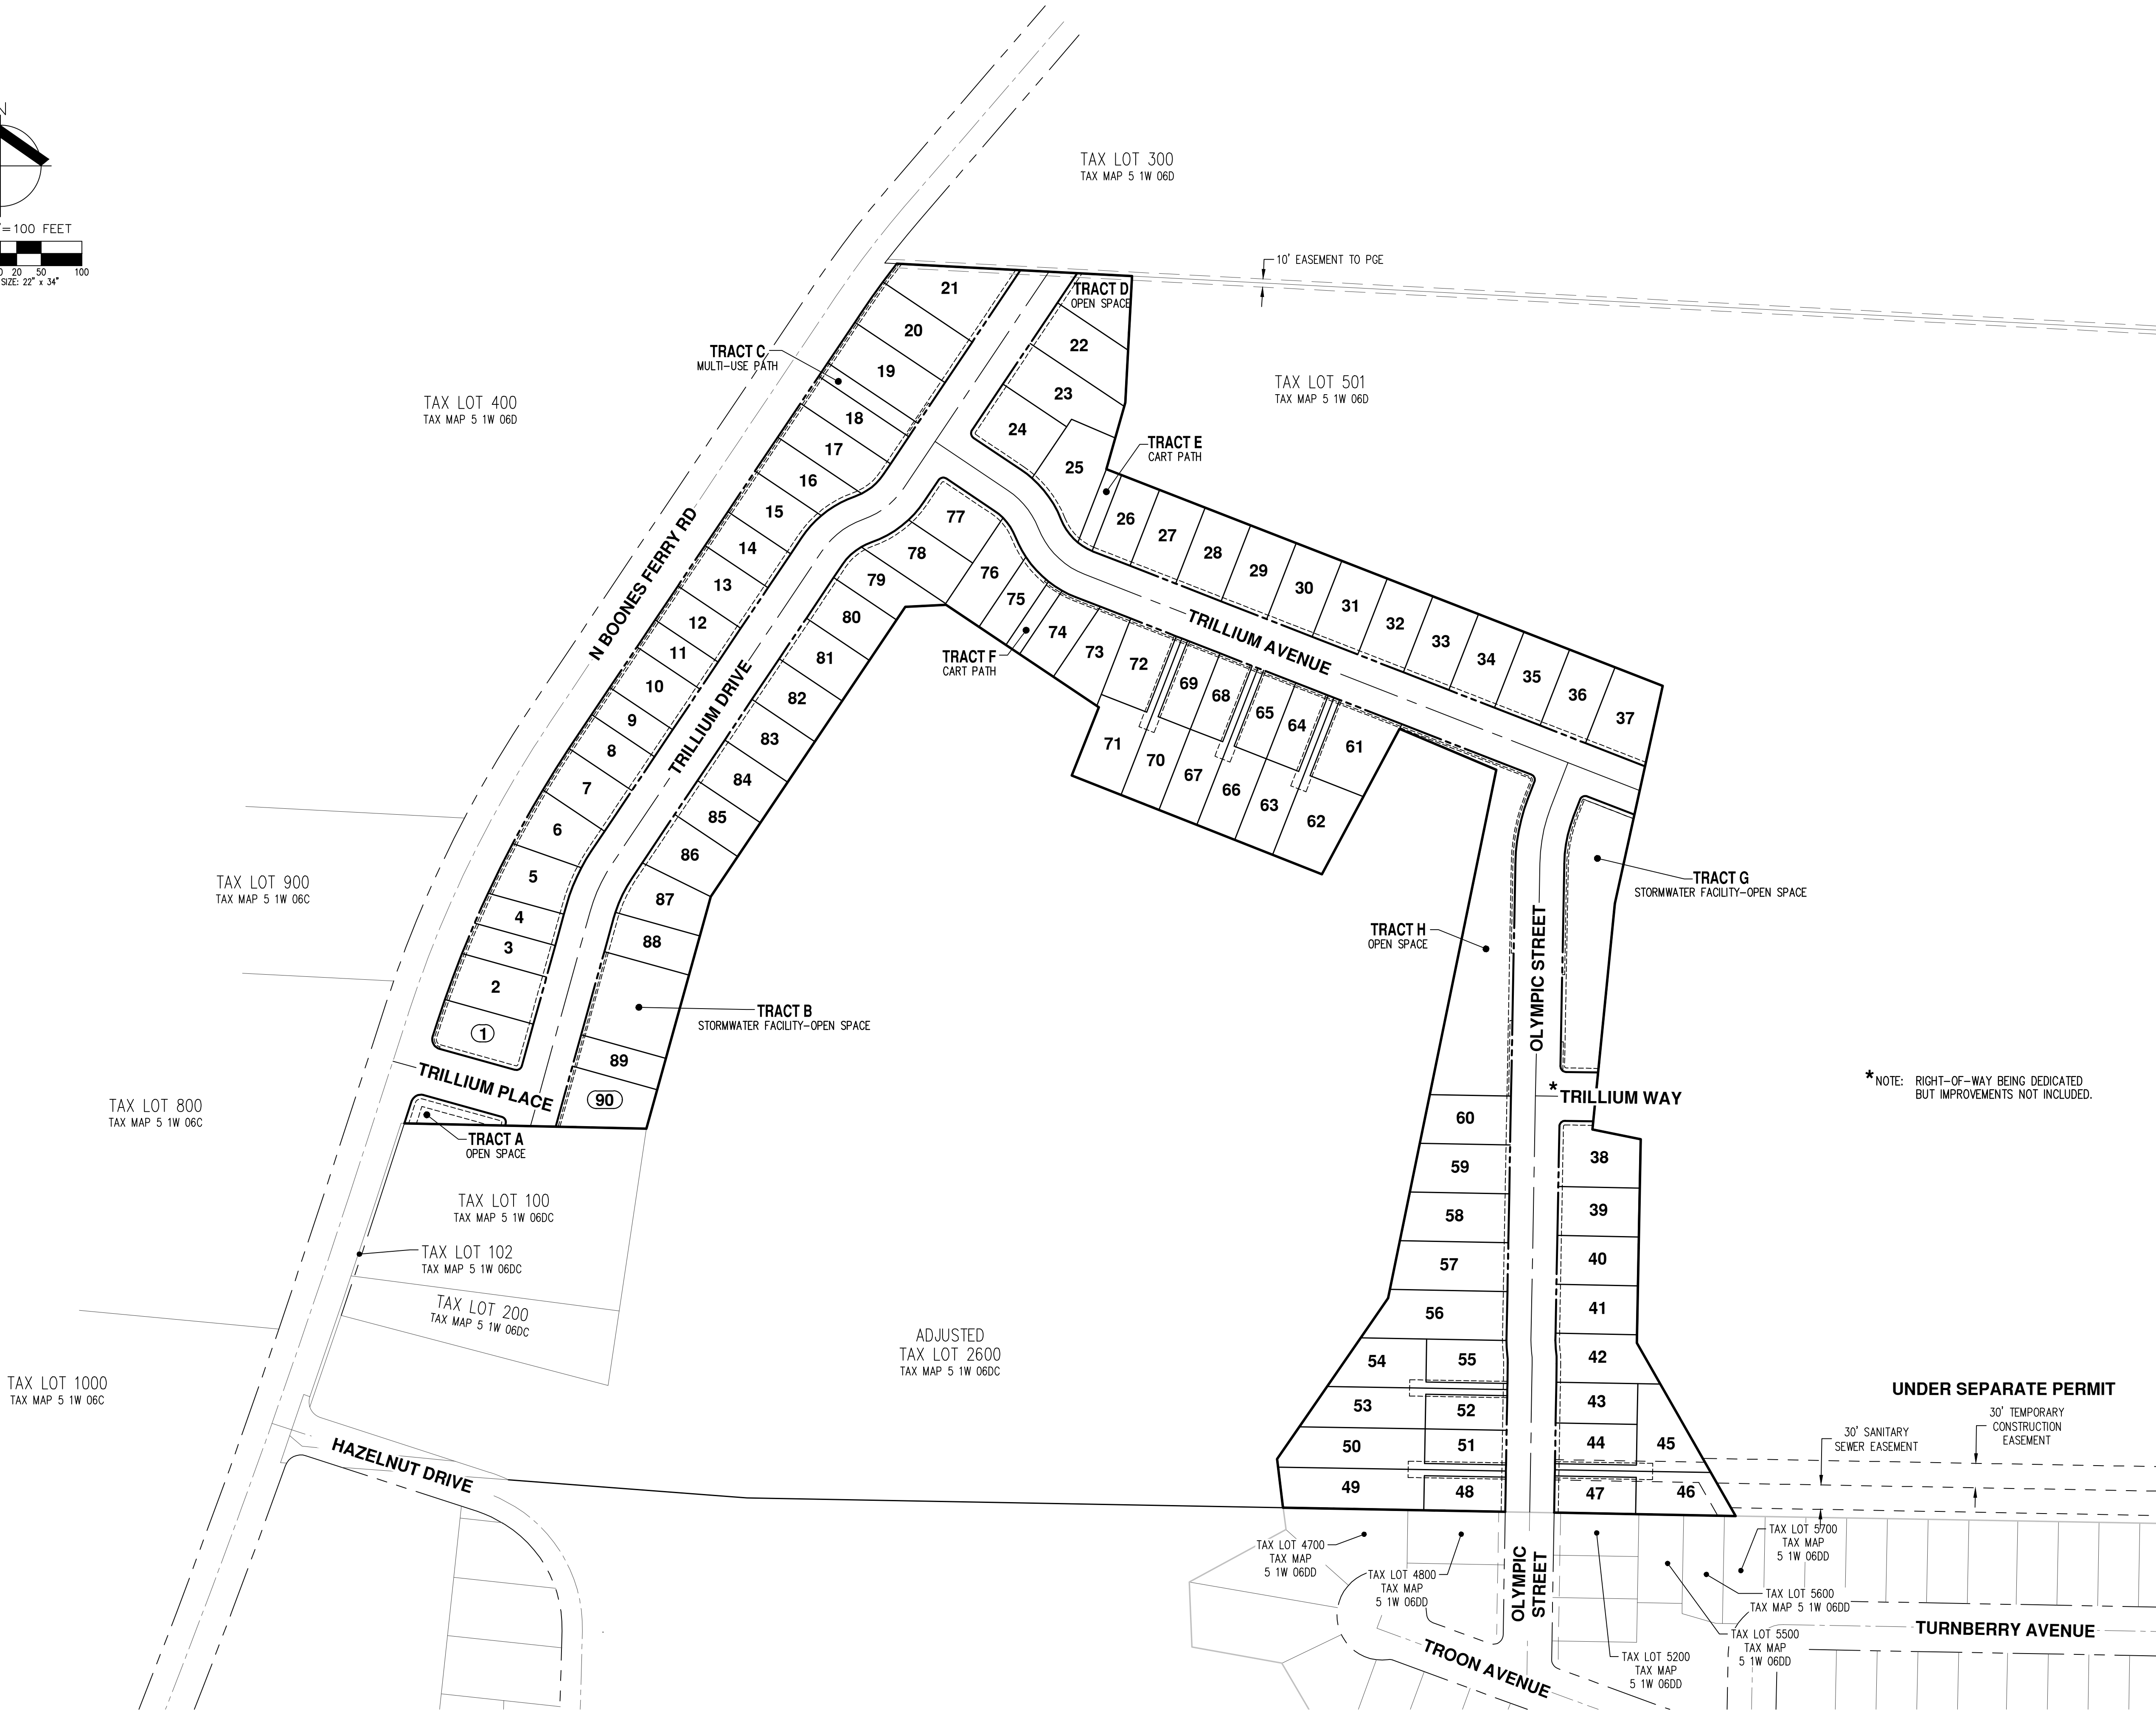 N
=100 FEET
0 20 50 100
SIZE: 22" x 34"
TAX LOT 300
TAX MAP 5 1W 06D
10' EASEMENT TO PGE
21
TRACT D
OPEN SPACE
20
22
TRACT C
MULTI-USE PATH
19
23
TAX LOT 501
TAX MAP 5 1W 06D
TAX LOT 400
TAX MAP 5 1W 06D
18
24
17
25
TRACT E
CART PATH
16
15
14
13
12
11
10
9
8
7
6
5
4
3
2
1
N BOONES FERRY RD
TRILLIUM DRIVE
26
27
28
29
30
31
32
33
34
35
36
37
TRILLIUM AVENUE
77
78
79
76
75
80
81
82
83
84
85
86
87
88
89
90
TRACT F
CART PATH
74
73
72
71
70
69
68
67
66
65
64
63
61
62
TAX LOT 900
TAX MAP 5 1W 06C
TRACT G
STORMWATER FACILITY-OPEN SPACE
TRACT H
OPEN SPACE
OLYMPIC STREET
TRACT B
STORMWATER FACILITY-OPEN SPACE
TRILLIUM PLACE
* TRILLIUM WAY
* NOTE: RIGHT-OF-WAY BEING DEDICATED
BUT IMPROVEMENTS NOT INCLUDED.
TAX LOT 800
TAX MAP 5 1W 06C
TRACT A
OPEN SPACE
60
59
58
57
56
55
54
53
52
51
50
49
48
38
39
40
41
42
43
44
45
46
47
TAX LOT 100
TAX MAP 5 1W 06DC
TAX LOT 102
TAX MAP 5 1W 06DC
TAX LOT 200
TAX MAP 5 1W 06DC
ADJUSTED
TAX LOT 2600
TAX MAP 5 1W 06DC
TAX LOT 1000
TAX MAP 5 1W 06C
UNDER SEPARATE PERMIT
30' TEMPORARY
CONSTRUCTION
EASEMENT
30' SANITARY
SEWER EASEMENT
HAZELNUT DRIVE
TAX LOT 4700
TAX MAP
5 1W 06DD
TAX LOT 4800
TAX MAP
5 1W 06DD
OLYMPIC
STREET
TAX LOT 5700
TAX MAP
5 1W 06DD
TAX LOT 5600
TAX MAP 5 1W 06DD
TAX LOT 5500
TAX MAP
5 1W 06DD
TAX LOT 5200
TAX MAP
5 1W 06DD
TROON AVENUE
TURNBERRY AVENUE